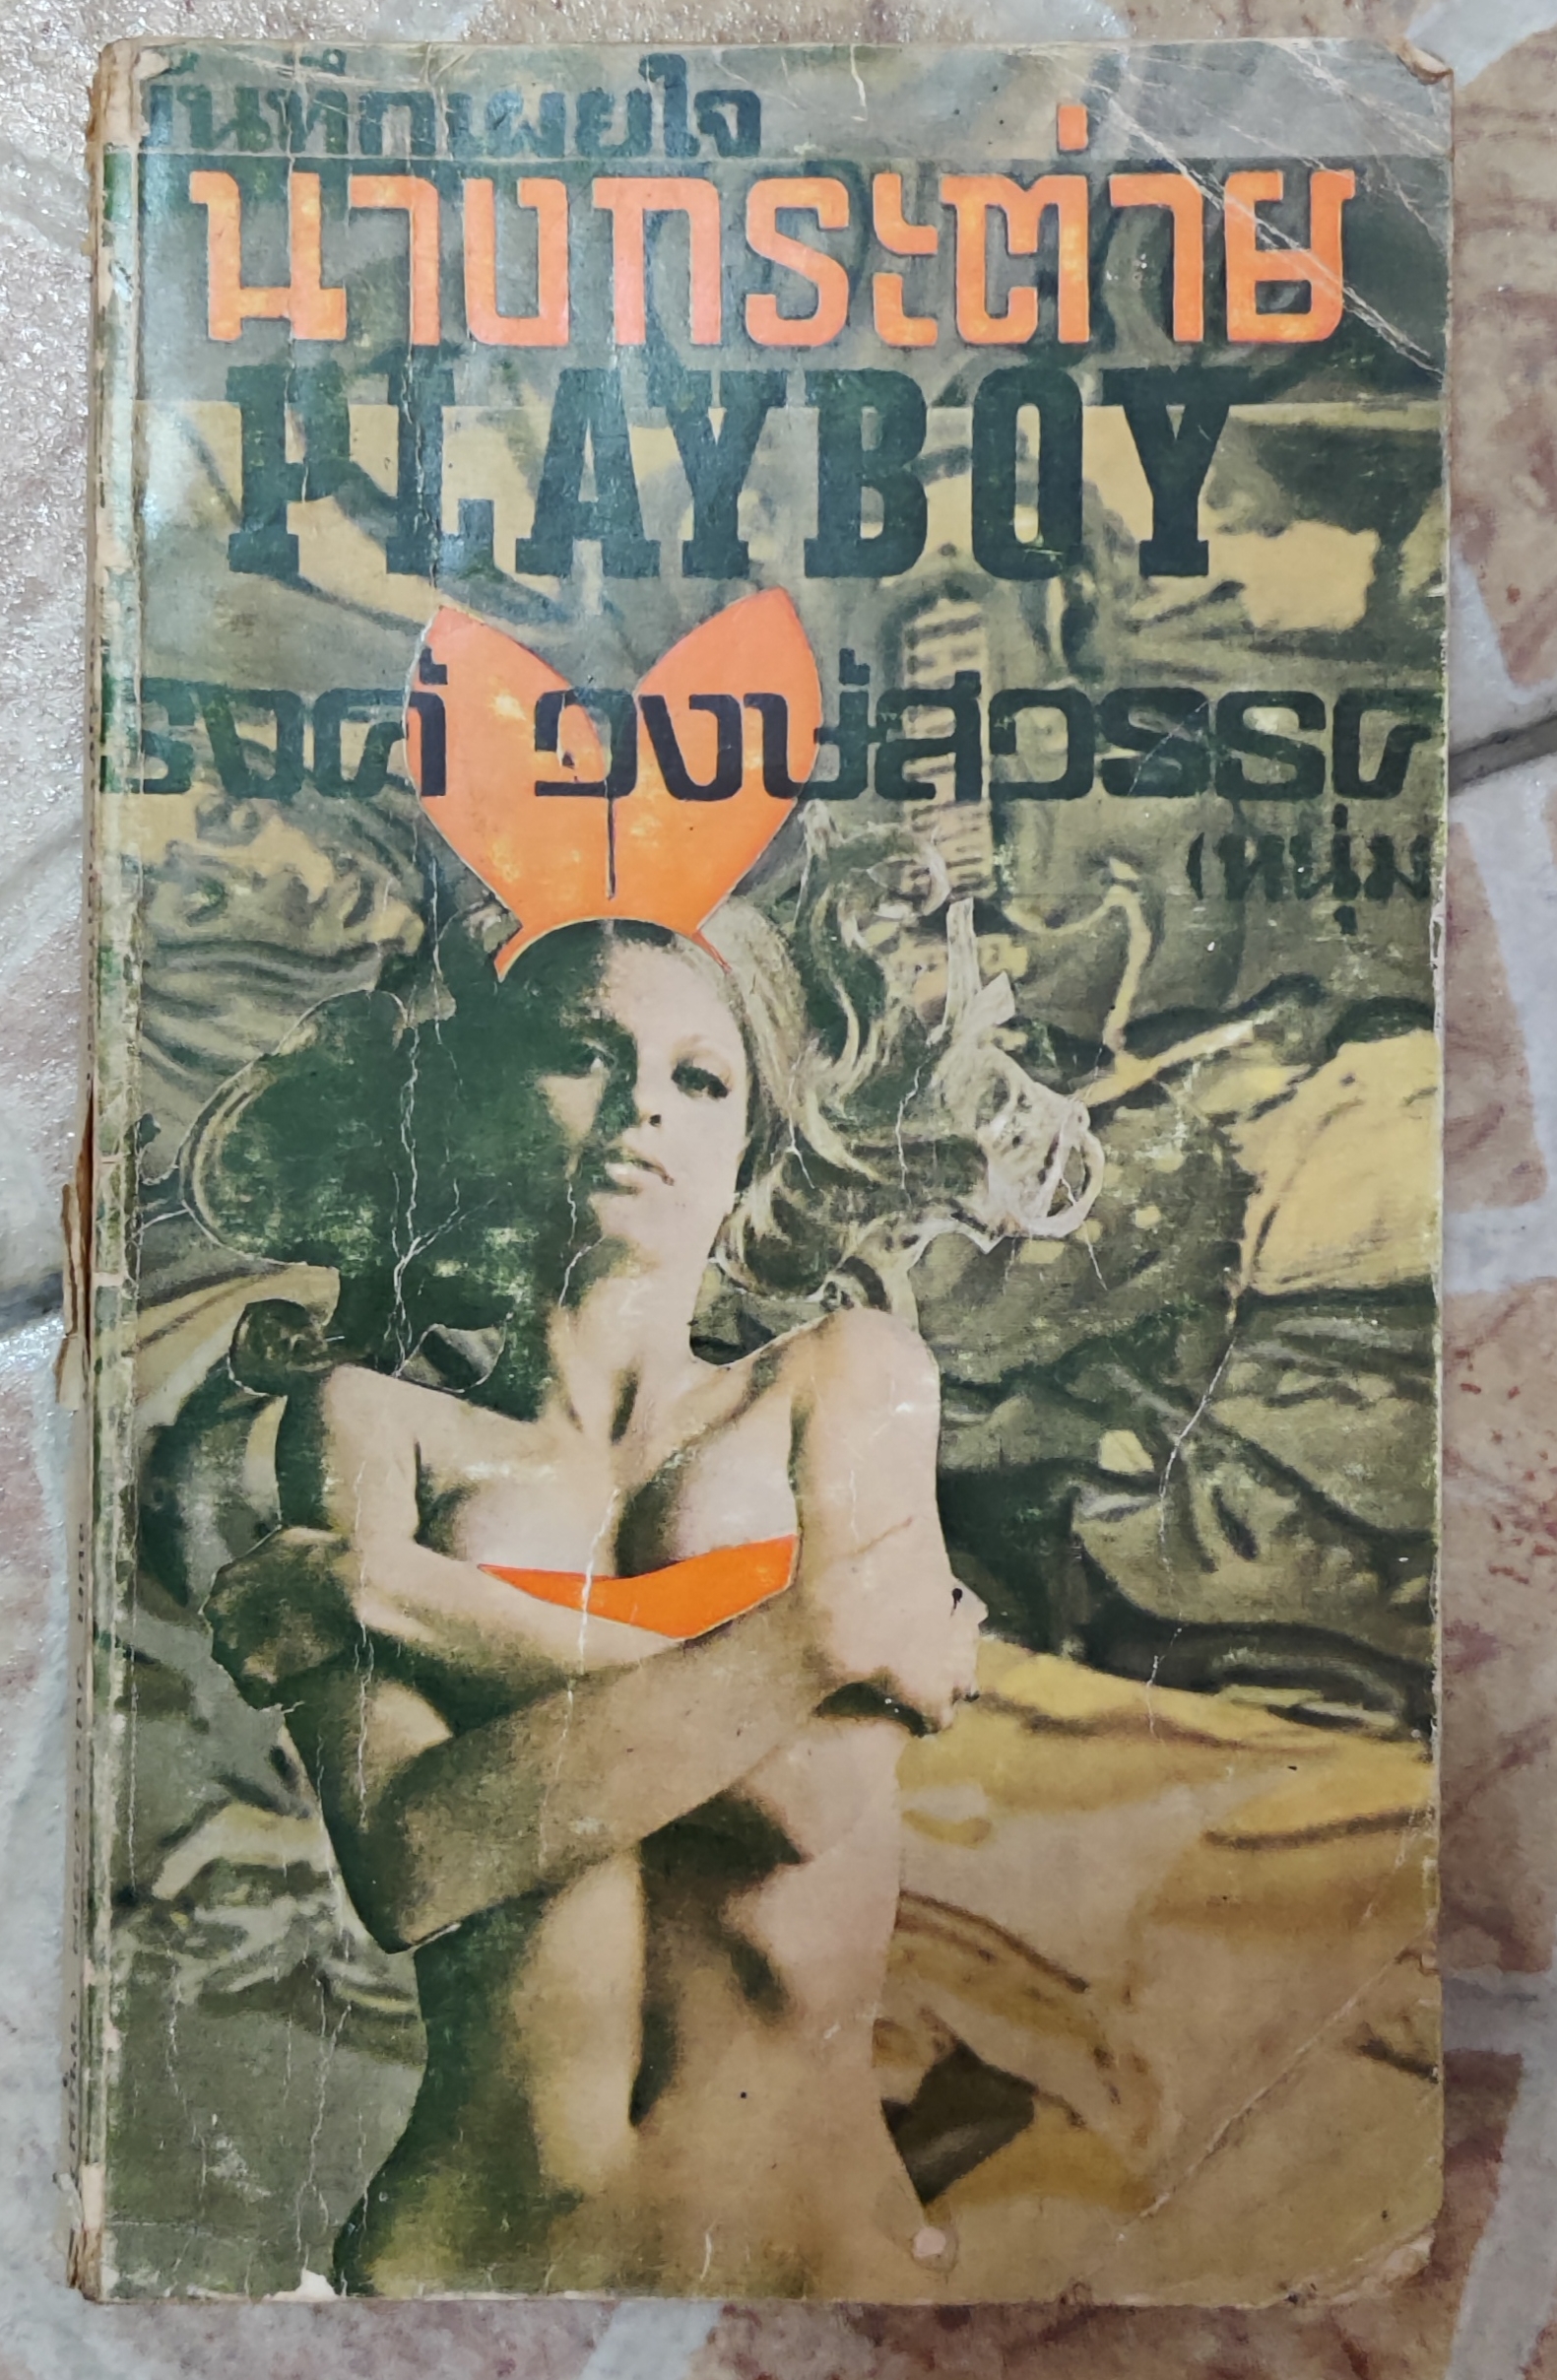 บันทึกเผยใจ
นางกระต่าย
PLAYBOY
รงค์ วงษ์สวรรค์
(หนุ่ม